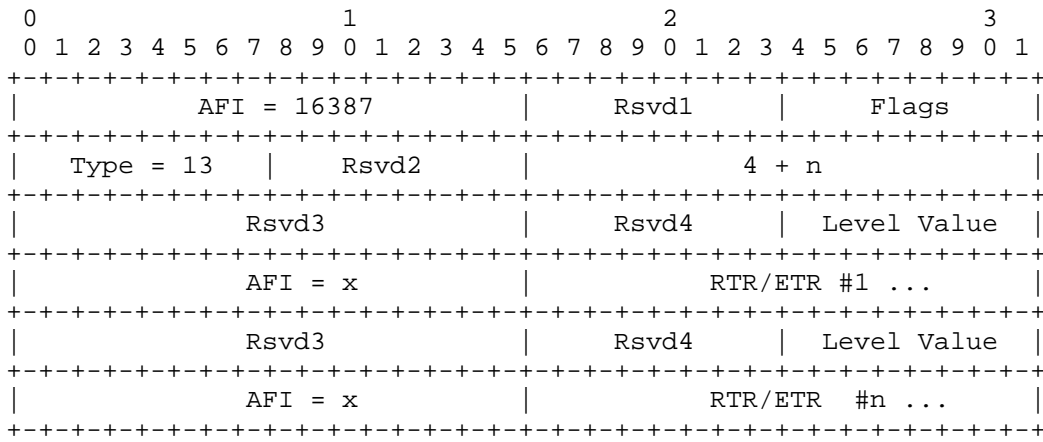 0                   1                   2                   3
 0 1 2 3 4 5 6 7 8 9 0 1 2 3 4 5 6 7 8 9 0 1 2 3 4 5 6 7 8 9 0 1
+-+-+-+-+-+-+-+-+-+-+-+-+-+-+-+-+-+-+-+-+-+-+-+-+-+-+-+-+-+-+-+-+
|           AFI = 16387         |     Rsvd1     |     Flags     |
+-+-+-+-+-+-+-+-+-+-+-+-+-+-+-+-+-+-+-+-+-+-+-+-+-+-+-+-+-+-+-+-+
|   Type = 13   |    Rsvd2      |             4 + n             |
+-+-+-+-+-+-+-+-+-+-+-+-+-+-+-+-+-+-+-+-+-+-+-+-+-+-+-+-+-+-+-+-+
|              Rsvd3            |     Rsvd4     |  Level Value  |
+-+-+-+-+-+-+-+-+-+-+-+-+-+-+-+-+-+-+-+-+-+-+-+-+-+-+-+-+-+-+-+-+
|              AFI = x          |           RTR/ETR #1 ...      |
+-+-+-+-+-+-+-+-+-+-+-+-+-+-+-+-+-+-+-+-+-+-+-+-+-+-+-+-+-+-+-+-+
|              Rsvd3            |     Rsvd4     |  Level Value  |
+-+-+-+-+-+-+-+-+-+-+-+-+-+-+-+-+-+-+-+-+-+-+-+-+-+-+-+-+-+-+-+-+
|              AFI = x          |           RTR/ETR  #n ...     |
+-+-+-+-+-+-+-+-+-+-+-+-+-+-+-+-+-+-+-+-+-+-+-+-+-+-+-+-+-+-+-+-+